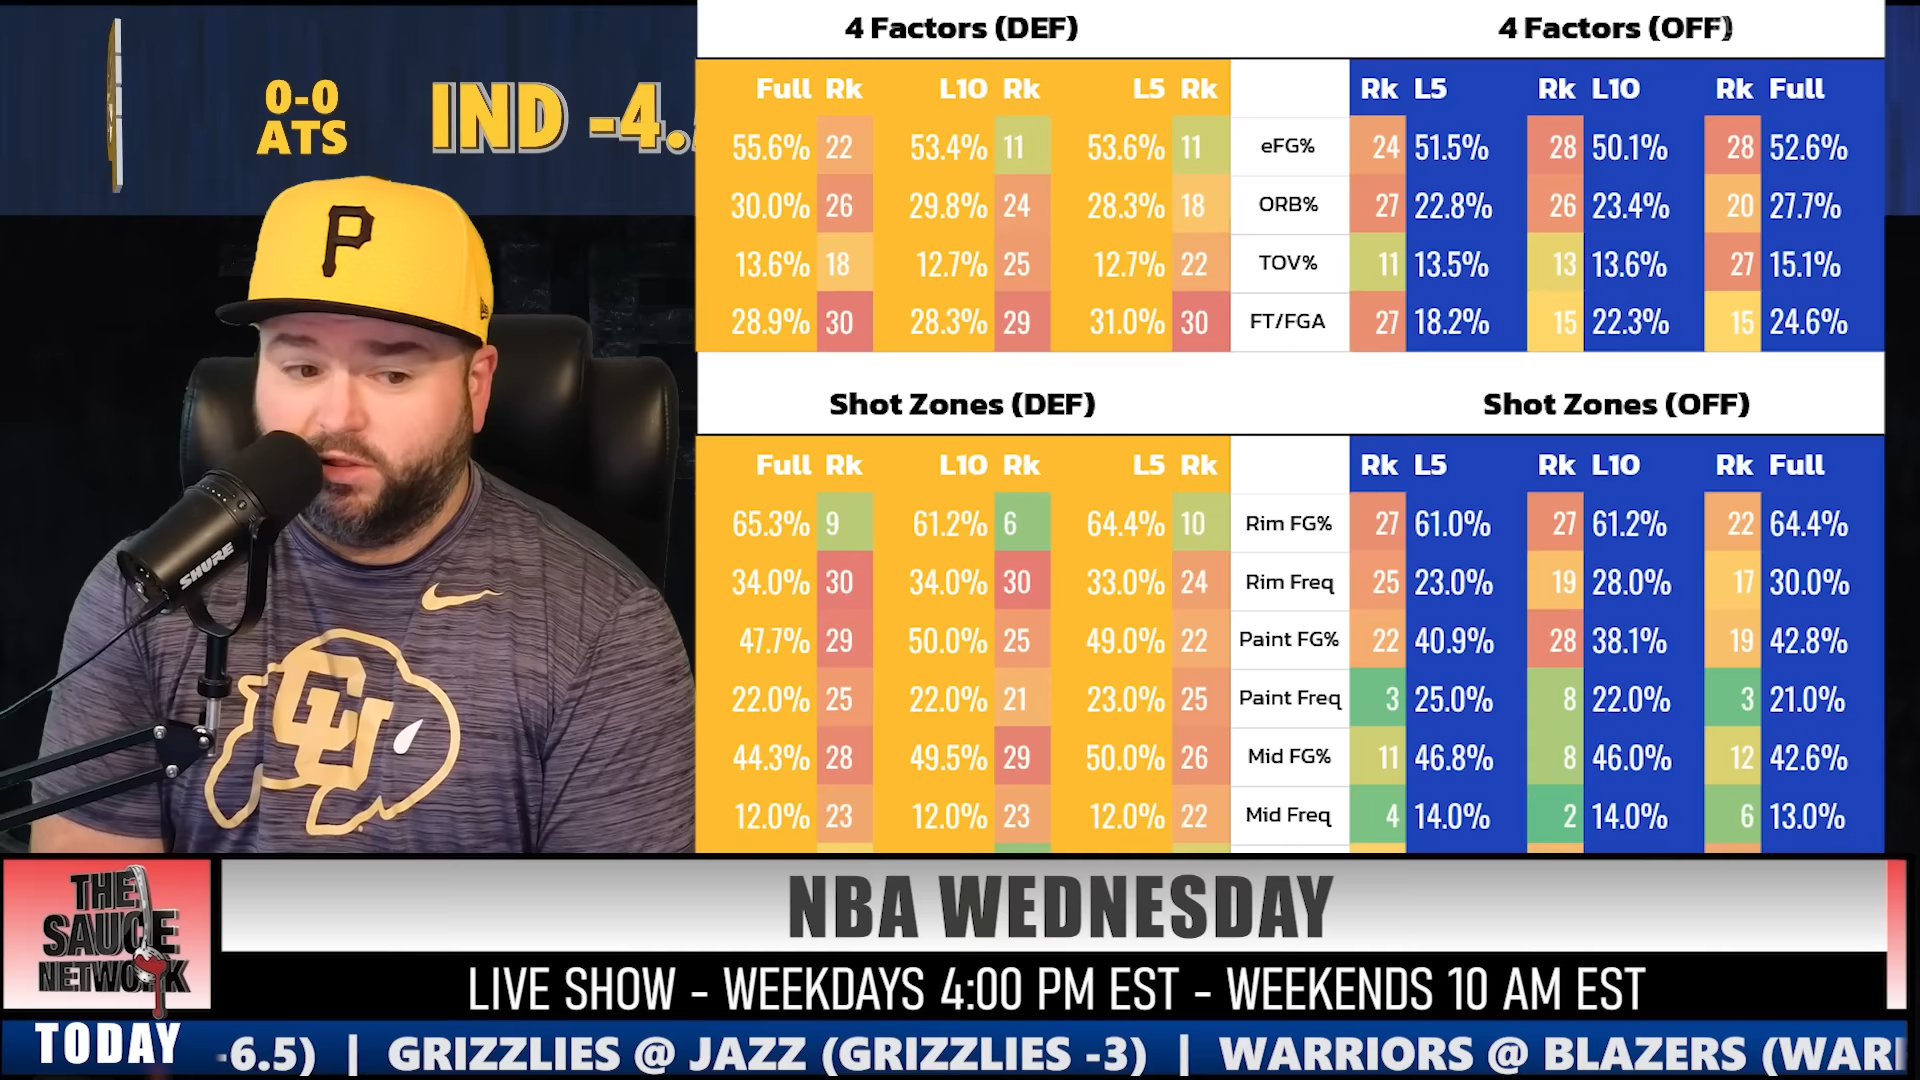 0-0
ATS
IND -4.
4 Factors (DEF)
4 Factors (OFF)
Full Rk L10 Rk L5 Rk Rk L5 Rk L10 Rk Full
55.6% 22 53.4% 11 53.6% 11 eFG% 24 51.5% 28 50.1% 28 52.6%
30.0% 26 29.8% 24 28.3% 18 ORB% 27 22.8% 26 23.4% 20 27.7%
13.6% 18 12.7% 25 12.7% 22 TOV% 11 13.5% 13 13.6% 27 15.1%
28.9% 30 28.3% 29 31.0% 30 FT/FGA 27 18.2% 15 22.3% 15 24.6%
Shot Zones (DEF)
Shot Zones (OFF)
Full Rk L10 Rk L5 Rk Rk L5 Rk L10 Rk Full
65.3% 9 61.2% 6 64.4% 10 Rim FG% 27 61.0% 27 61.2% 22 64.4%
34.0% 30 34.0% 30 33.0% 24 Rim Freq 25 23.0% 19 28.0% 17 30.0%
47.7% 29 50.0% 25 49.0% 22 Paint FG% 22 40.9% 28 38.1% 19 42.8%
22.0% 25 22.0% 21 23.0% 25 Paint Freq 3 25.0% 8 22.0% 3 21.0%
44.3% 28 49.5% 29 50.0% 26 Mid FG% 11 46.8% 8 46.0% 12 42.6%
12.0% 23 12.0% 23 12.0% 22 Mid Freq 4 14.0% 2 14.0% 6 13.0%
P
SHURE
CU
THE
SAUCE
NETWORK
NBA WEDNESDAY
LIVE SHOW - WEEKDAYS 4:00 PM EST - WEEKENDS 10 AM EST
TODAY -6.5) | GRIZZLIES @ JAZZ (GRIZZLIES -3) | WARRIORS @ BLAZERS (WARR